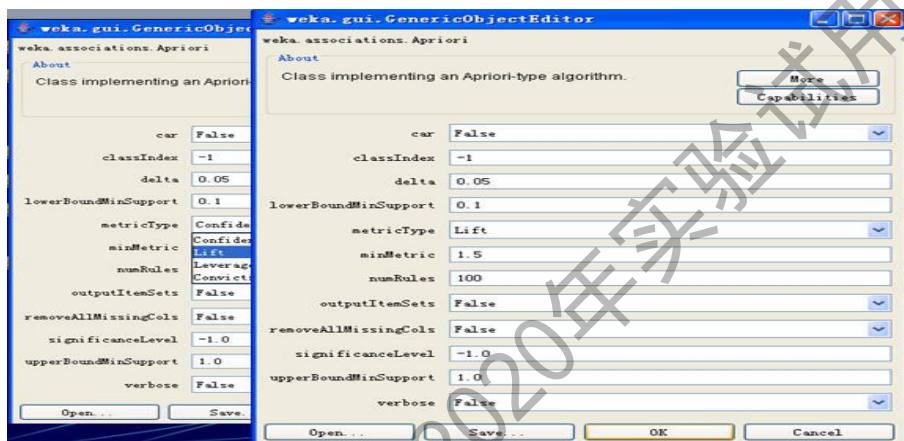 weka.gui.GenericObjec
weka.associations.Apriori
About
Class implementing an Apriori-
car False
classIndex -1
delta 0.05
lowerBoundMinSupport 0.1
metricType Confide
Confiden
Lift
Leverage
Convicti
minMetric
numRules
outputItemSets False
removeAllMissingCols False
significanceLevel -1.0
upperBoundMinSupport 1.0
verbose False
Open... Save.
weka.gui.GenericObjectEditor
weka.associations.Apriori
About
Class implementing an Apriori-type algorithm.
More
Capabilities
car False
classIndex -1
delta 0.05
lowerBoundMinSupport 0.1
metricType Lift
minMetric 1.5
numRules 100
outputItemSets False
removeAllMissingCols False
significanceLevel -1.0
upperBoundMinSupport 1.0
verbose False
Open... Save... OK Cancel
2020年实验试用